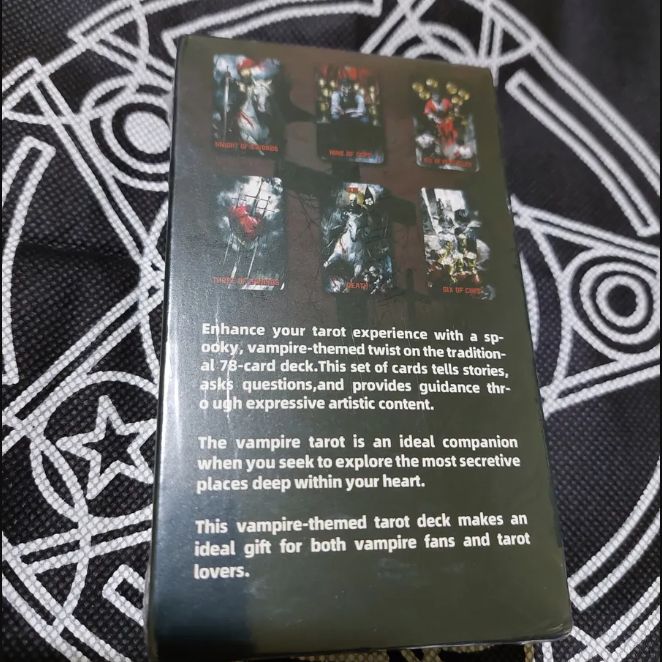 KNIGHT OF SWORDS
KING OF CUPS
SIX OF PENTACLES
THREE OF SWORDS
DEATH
SIX OF CUPS
Enhance your tarot experience with a sp-
ooky, vampire-themed twist on the tradition-
al 78-card deck.This set of cards tells stories,
asks questions,and provides guidance thr-
o ugh expressive artistic content.
The vampire tarot is an ideal companion
when you seek to explore the most secretive
places deep within your heart.
This vampire-themed tarot deck makes an
ideal gift for both vampire fans and tarot
lovers.